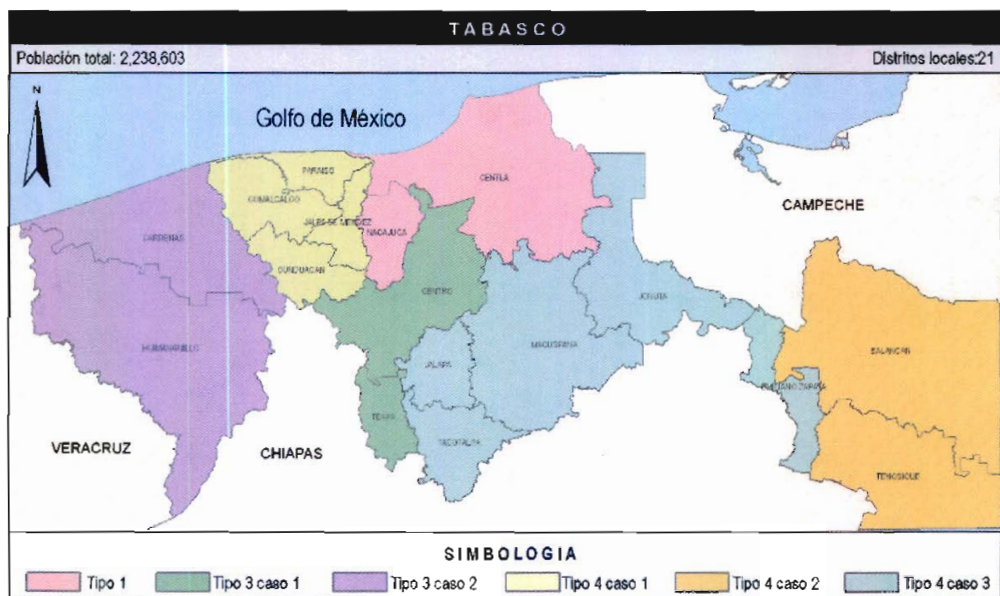 TABASCO
Población total: 2,238,603
Distritos locales:21
N
Golfo de México
PARAISO
COMALCALCO
CENTLA
CAMPECHE
JALPA DE MENDEZ
NACAJUCA
CARDENAS
CUNDUACAN
CENTRO
JONUTA
HUIMANGUILLO
MACUSPANA
BALANCAN
JALAPA
EMILIANO ZAPATA
TEAPA
VERACRUZ
CHIAPAS
TACOTALPA
TENOSIQUE
SIMBOLOGIA
Tipo 1
Tipo 3 caso 1
Tipo 3 caso 2
Tipo 4 caso 1
Tipo 4 caso 2
Tipo 4 caso 3